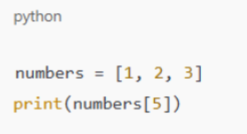 python
numbers = [1, 2, 3]
print(numbers[5])